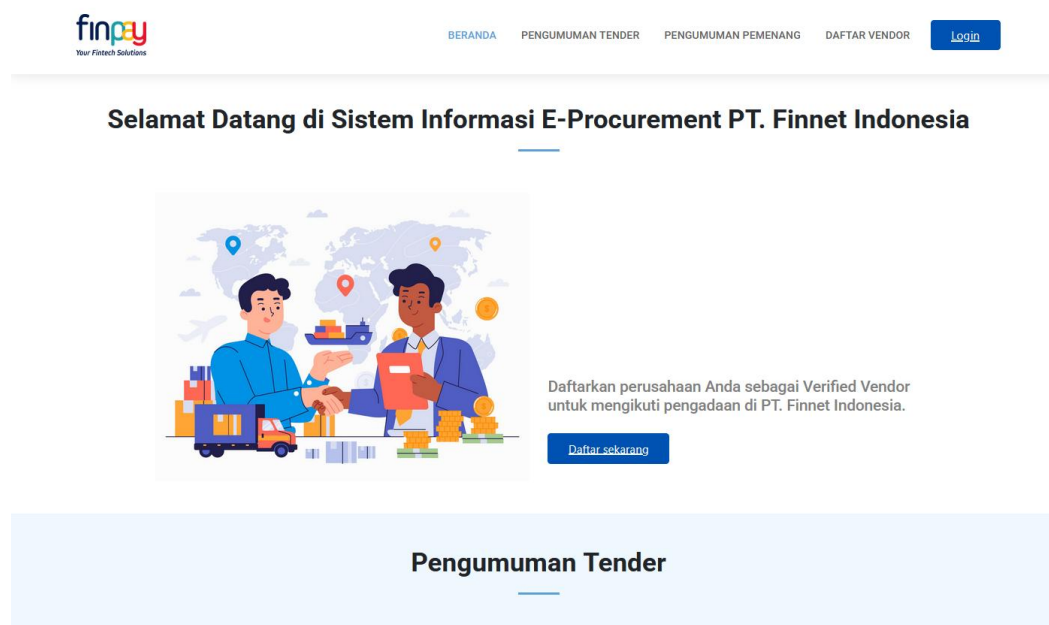 finpay
Your Fintech Solutions
BERANDA PENGUMUMAN TENDER PENGUMUMAN PEMENANG DAFTAR VENDOR Login
Selamat Datang di Sistem Informasi E-Procurement PT. Finnet Indonesia
Daftarkan perusahaan Anda sebagai Verified Vendor
untuk mengikuti pengadaan di PT. Finnet Indonesia.
Daftar sekarang
Pengumuman Tender